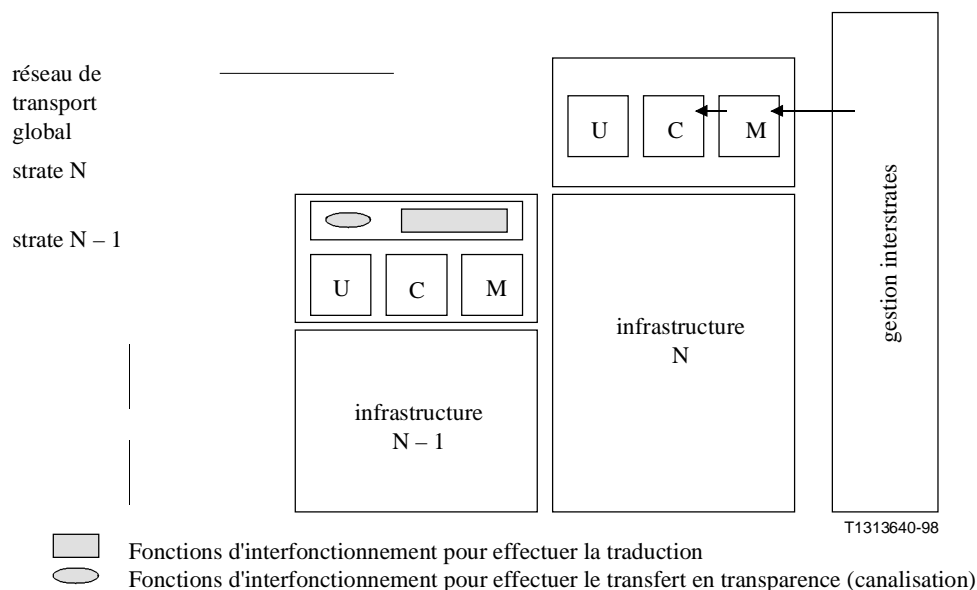 réseau de
transport
global
strate N
strate N – 1
U C M
gestion interstrates
U C M
infrastructure
N
infrastructure
N – 1
T1313640-98
Fonctions d'interfonctionnement pour effectuer la traduction
Fonctions d'interfonctionnement pour effectuer le transfert en transparence (canalisation)